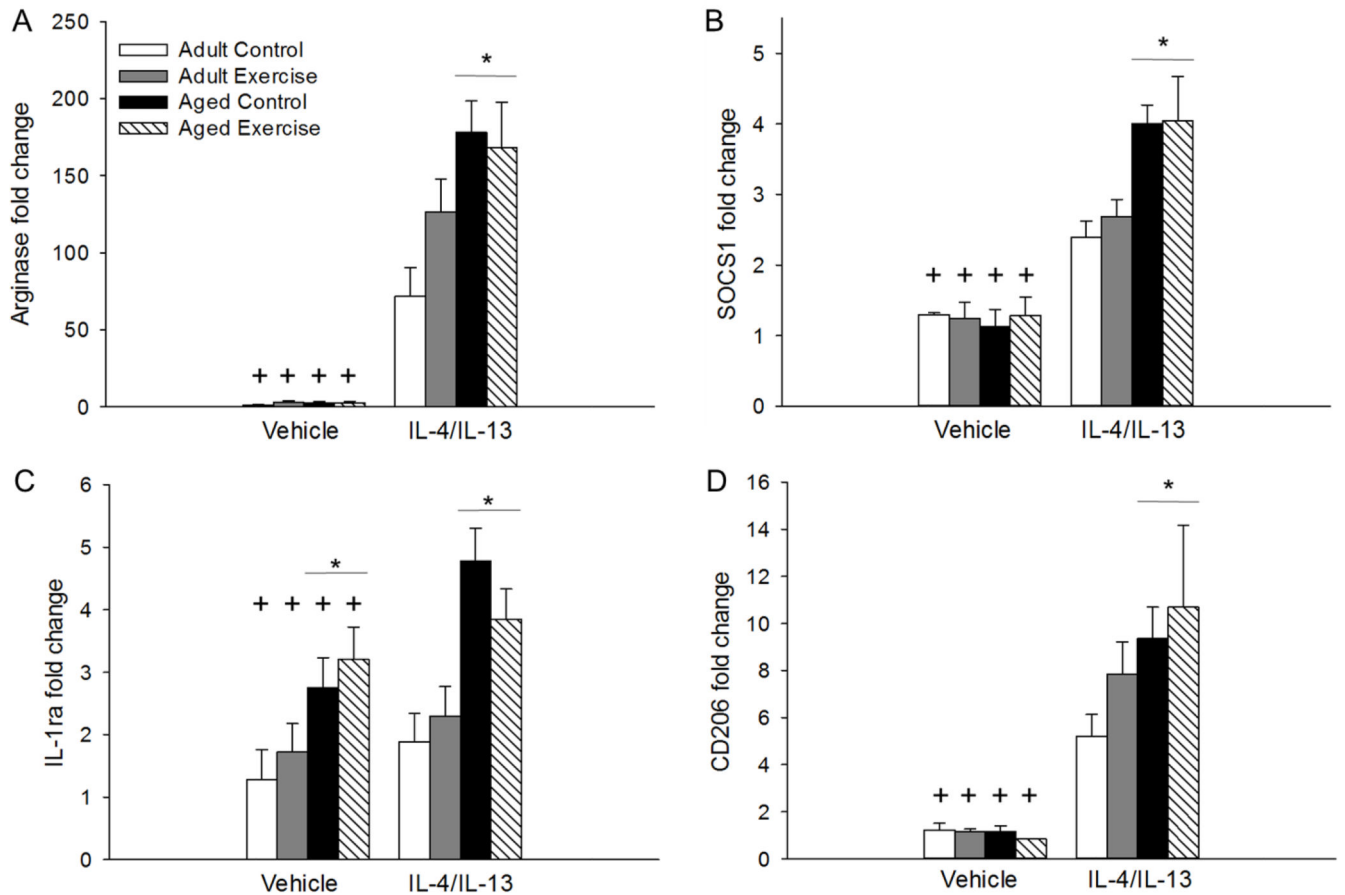 A
Arginase fold change
250
200
150
100
50
0
Adult Control
Adult Exercise
Aged Control
Aged Exercise
*
+ + + +
Vehicle
IL-4/IL-13
B
SOCS1 fold change
5
4
3
2
1
0
*
+ + + +
Vehicle
IL-4/IL-13
C
IL-1ra fold change
6
5
4
3
2
1
0
*
*
+ + + +
Vehicle
IL-4/IL-13
D
CD206 fold change
16
14
12
10
8
6
4
2
0
*
+ + + +
Vehicle
IL-4/IL-13